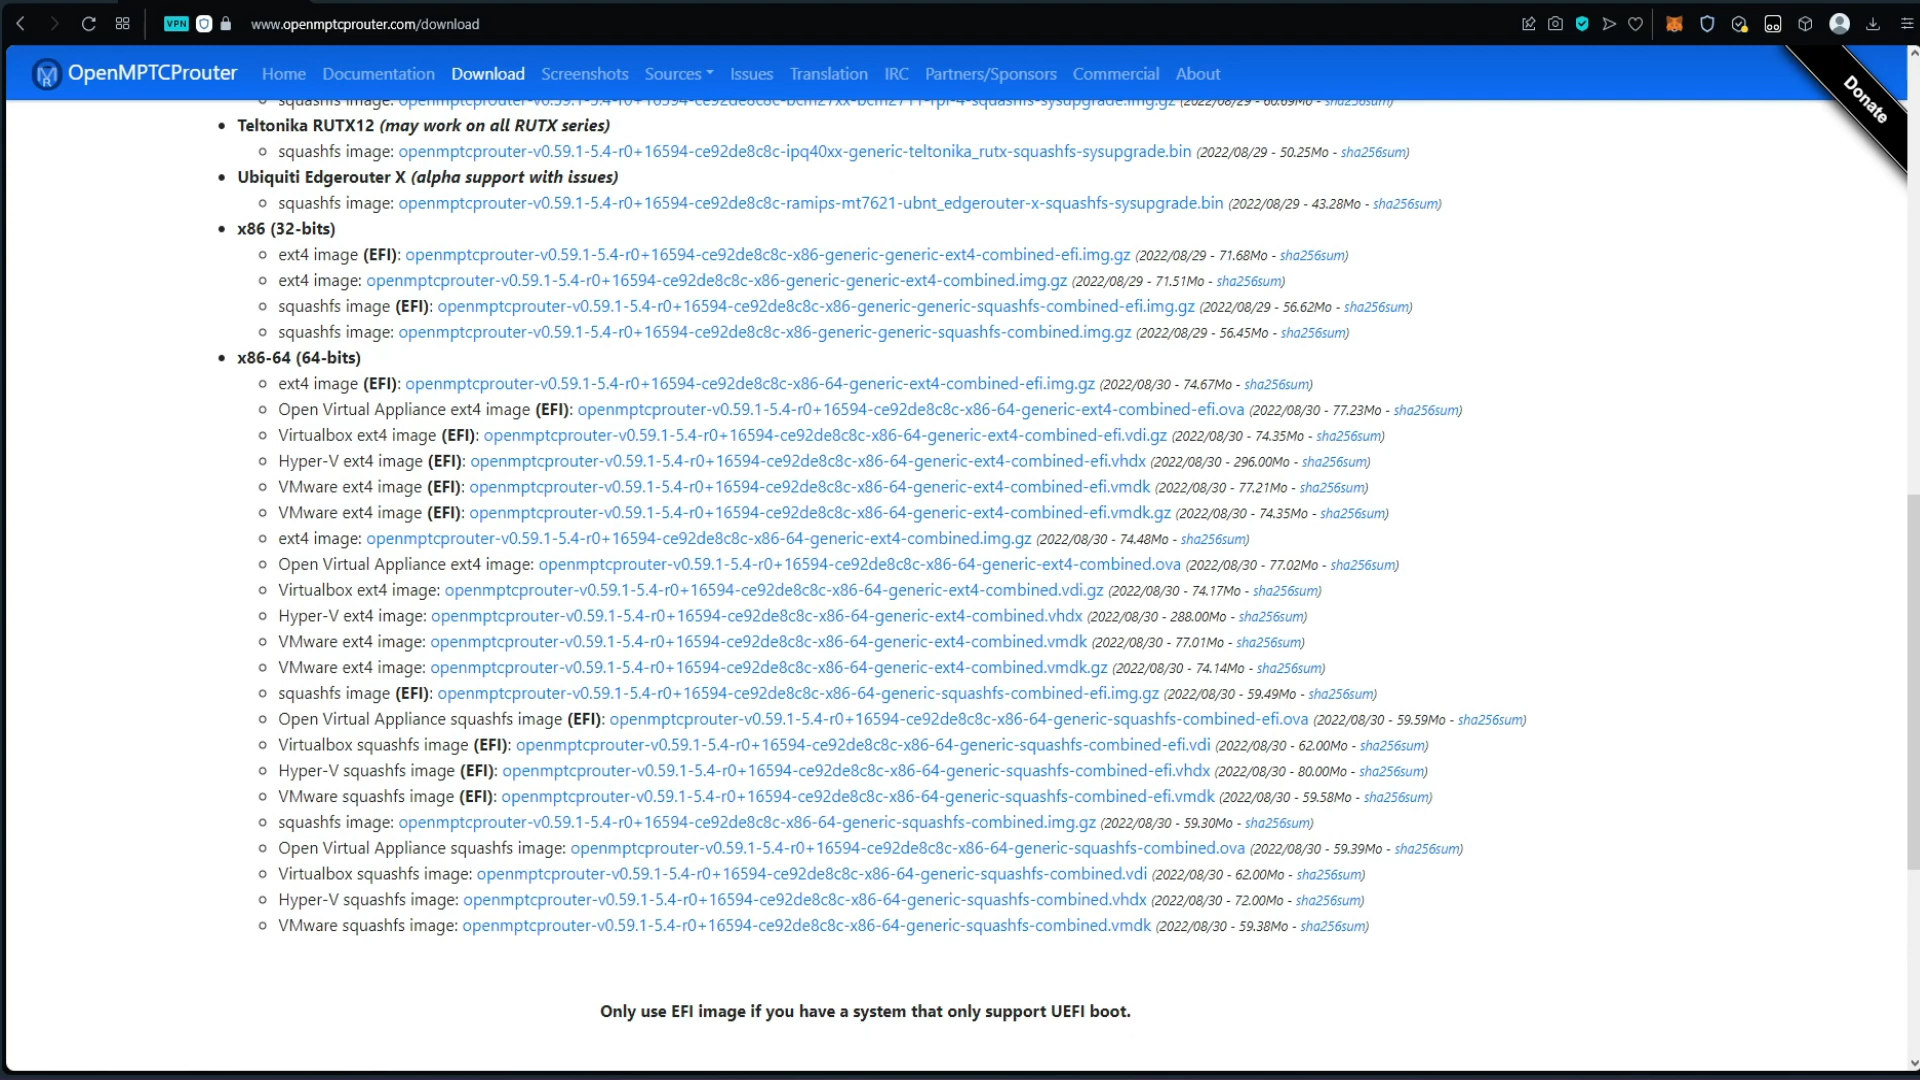 VPN
www.openmptcprouter.com/download
OpenMPTCProuter Home Documentation Download Screenshots Sources Issues Translation IRC Partners/Sponsors Commercial About
Donate
squashfs image: openmptcprouter-v0.59.1-5.4-r0+16594-ce92de8c8c-bcm27xx-bcm2711-rpi-4-squashfs-sysupgrade.img.gz (2022/08/29 - 60.69Mo - sha256sum)
Teltonika RUTX12 (may work on all RUTX series)
squashfs image: openmptcprouter-v0.59.1-5.4-r0+16594-ce92de8c8c-ipq40xx-generic-teltonika_rutx-squashfs-sysupgrade.bin (2022/08/29 - 50.25Mo - sha256sum)
Ubiquiti Edgerouter X (alpha support with issues)
squashfs image: openmptcprouter-v0.59.1-5.4-r0+16594-ce92de8c8c-ramips-mt7621-ubnt_edgerouter-x-squashfs-sysupgrade.bin (2022/08/29 - 43.28Mo - sha256sum)
x86 (32-bits)
ext4 image (EFI): openmptcprouter-v0.59.1-5.4-r0+16594-ce92de8c8c-x86-generic-generic-ext4-combined-efi.img.gz (2022/08/29 - 71.68Mo - sha256sum)
ext4 image: openmptcprouter-v0.59.1-5.4-r0+16594-ce92de8c8c-x86-generic-generic-ext4-combined.img.gz (2022/08/29 - 71.51Mo - sha256sum)
squashfs image (EFI): openmptcprouter-v0.59.1-5.4-r0+16594-ce92de8c8c-x86-generic-generic-squashfs-combined-efi.img.gz (2022/08/29 - 56.62Mo - sha256sum)
squashfs image: openmptcprouter-v0.59.1-5.4-r0+16594-ce92de8c8c-x86-generic-generic-squashfs-combined.img.gz (2022/08/29 - 56.45Mo - sha256sum)
x86-64 (64-bits)
ext4 image (EFI): openmptcprouter-v0.59.1-5.4-r0+16594-ce92de8c8c-x86-64-generic-ext4-combined-efi.img.gz (2022/08/30 - 74.67Mo - sha256sum)
Open Virtual Appliance ext4 image (EFI): openmptcprouter-v0.59.1-5.4-r0+16594-ce92de8c8c-x86-64-generic-ext4-combined-efi.ova (2022/08/30 - 77.23Mo - sha256sum)
Virtualbox ext4 image (EFI): openmptcprouter-v0.59.1-5.4-r0+16594-ce92de8c8c-x86-64-generic-ext4-combined-efi.vdi.gz (2022/08/30 - 74.35Mo - sha256sum)
Hyper-V ext4 image (EFI): openmptcprouter-v0.59.1-5.4-r0+16594-ce92de8c8c-x86-64-generic-ext4-combined-efi.vhdx (2022/08/30 - 296.00Mo - sha256sum)
VMware ext4 image (EFI): openmptcprouter-v0.59.1-5.4-r0+16594-ce92de8c8c-x86-64-generic-ext4-combined-efi.vmdk (2022/08/30 - 77.21Mo - sha256sum)
VMware ext4 image (EFI): openmptcprouter-v0.59.1-5.4-r0+16594-ce92de8c8c-x86-64-generic-ext4-combined-efi.vmdk.gz (2022/08/30 - 74.35Mo - sha256sum)
ext4 image: openmptcprouter-v0.59.1-5.4-r0+16594-ce92de8c8c-x86-64-generic-ext4-combined.img.gz (2022/08/30 - 74.48Mo - sha256sum)
Open Virtual Appliance ext4 image: openmptcprouter-v0.59.1-5.4-r0+16594-ce92de8c8c-x86-64-generic-ext4-combined.ova (2022/08/30 - 77.02Mo - sha256sum)
Virtualbox ext4 image: openmptcprouter-v0.59.1-5.4-r0+16594-ce92de8c8c-x86-64-generic-ext4-combined.vdi.gz (2022/08/30 - 74.17Mo - sha256sum)
Hyper-V ext4 image: openmptcprouter-v0.59.1-5.4-r0+16594-ce92de8c8c-x86-64-generic-ext4-combined.vhdx (2022/08/30 - 288.00Mo - sha256sum)
VMware ext4 image: openmptcprouter-v0.59.1-5.4-r0+16594-ce92de8c8c-x86-64-generic-ext4-combined.vmdk (2022/08/30 - 77.01Mo - sha256sum)
VMware ext4 image: openmptcprouter-v0.59.1-5.4-r0+16594-ce92de8c8c-x86-64-generic-ext4-combined.vmdk.gz (2022/08/30 - 74.14Mo - sha256sum)
squashfs image (EFI): openmptcprouter-v0.59.1-5.4-r0+16594-ce92de8c8c-x86-64-generic-squashfs-combined-efi.img.gz (2022/08/30 - 59.49Mo - sha256sum)
Open Virtual Appliance squashfs image (EFI): openmptcprouter-v0.59.1-5.4-r0+16594-ce92de8c8c-x86-64-generic-squashfs-combined-efi.ova (2022/08/30 - 59.59Mo - sha256sum)
Virtualbox squashfs image (EFI): openmptcprouter-v0.59.1-5.4-r0+16594-ce92de8c8c-x86-64-generic-squashfs-combined-efi.vdi (2022/08/30 - 62.00Mo - sha256sum)
Hyper-V squashfs image (EFI): openmptcprouter-v0.59.1-5.4-r0+16594-ce92de8c8c-x86-64-generic-squashfs-combined-efi.vhdx (2022/08/30 - 80.00Mo - sha256sum)
VMware squashfs image (EFI): openmptcprouter-v0.59.1-5.4-r0+16594-ce92de8c8c-x86-64-generic-squashfs-combined-efi.vmdk (2022/08/30 - 59.58Mo - sha256sum)
squashfs image: openmptcprouter-v0.59.1-5.4-r0+16594-ce92de8c8c-x86-64-generic-squashfs-combined.img.gz (2022/08/30 - 59.30Mo - sha256sum)
Open Virtual Appliance squashfs image: openmptcprouter-v0.59.1-5.4-r0+16594-ce92de8c8c-x86-64-generic-squashfs-combined.ova (2022/08/30 - 59.39Mo - sha256sum)
Virtualbox squashfs image: openmptcprouter-v0.59.1-5.4-r0+16594-ce92de8c8c-x86-64-generic-squashfs-combined.vdi (2022/08/30 - 62.00Mo - sha256sum)
Hyper-V squashfs image: openmptcprouter-v0.59.1-5.4-r0+16594-ce92de8c8c-x86-64-generic-squashfs-combined.vhdx (2022/08/30 - 72.00Mo - sha256sum)
VMware squashfs image: openmptcprouter-v0.59.1-5.4-r0+16594-ce92de8c8c-x86-64-generic-squashfs-combined.vmdk (2022/08/30 - 59.38Mo - sha256sum)
Only use EFI image if you have a system that only support UEFI boot.